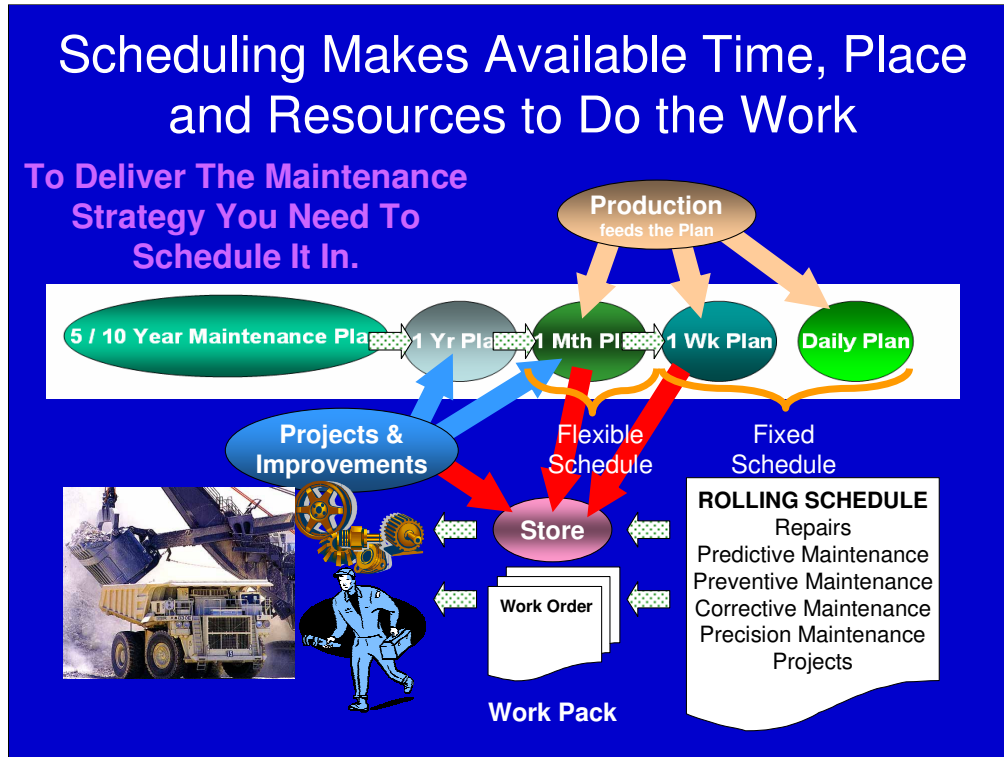 Scheduling Makes Available Time, Place
and Resources to Do the Work
To Deliver The Maintenance
Strategy You Need To
Schedule It In.
Production
feeds the Plan
5 / 10 Year Maintenance Pla
1 Yr Pla
1 Mth Pl
1 Wk Plan
Daily Plan
Projects &
Improvements
Flexible
Schedule
Fixed
Schedule
Store
Work Order
Work Pack
ROLLING SCHEDULE
Repairs
Predictive Maintenance
Preventive Maintenance
Corrective Maintenance
Precision Maintenance
Projects